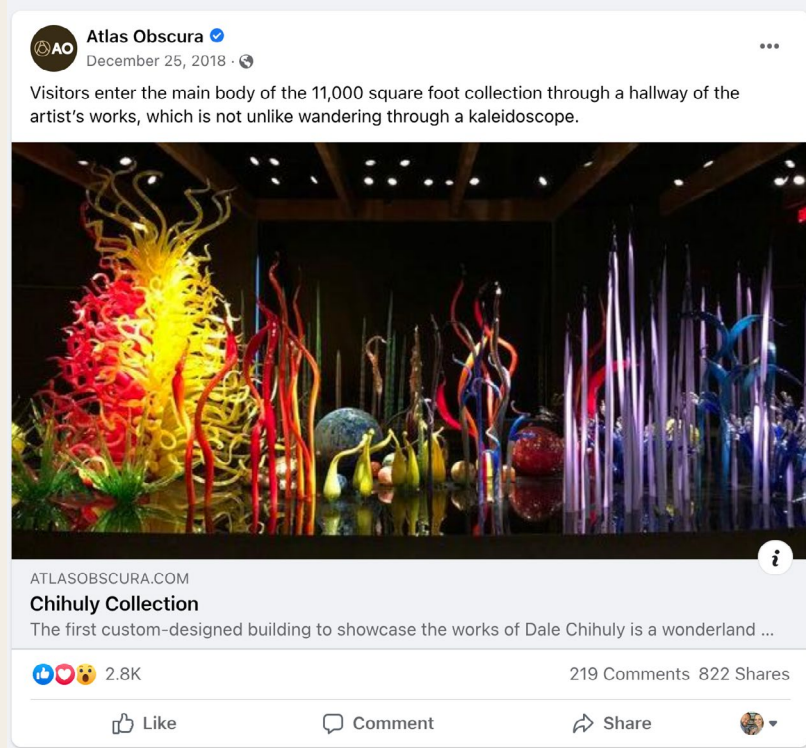 AO
Atlas Obscura
December 25, 2018 ·
Visitors enter the main body of the 11,000 square foot collection through a hallway of the
artist's works, which is not unlike wandering through a kaleidoscope.
i
ATLASOBSCURA.COM
Chihuly Collection
The first custom-designed building to showcase the works of Dale Chihuly is a wonderland ...
2.8K
219 Comments 822 Shares
Like
Comment
Share